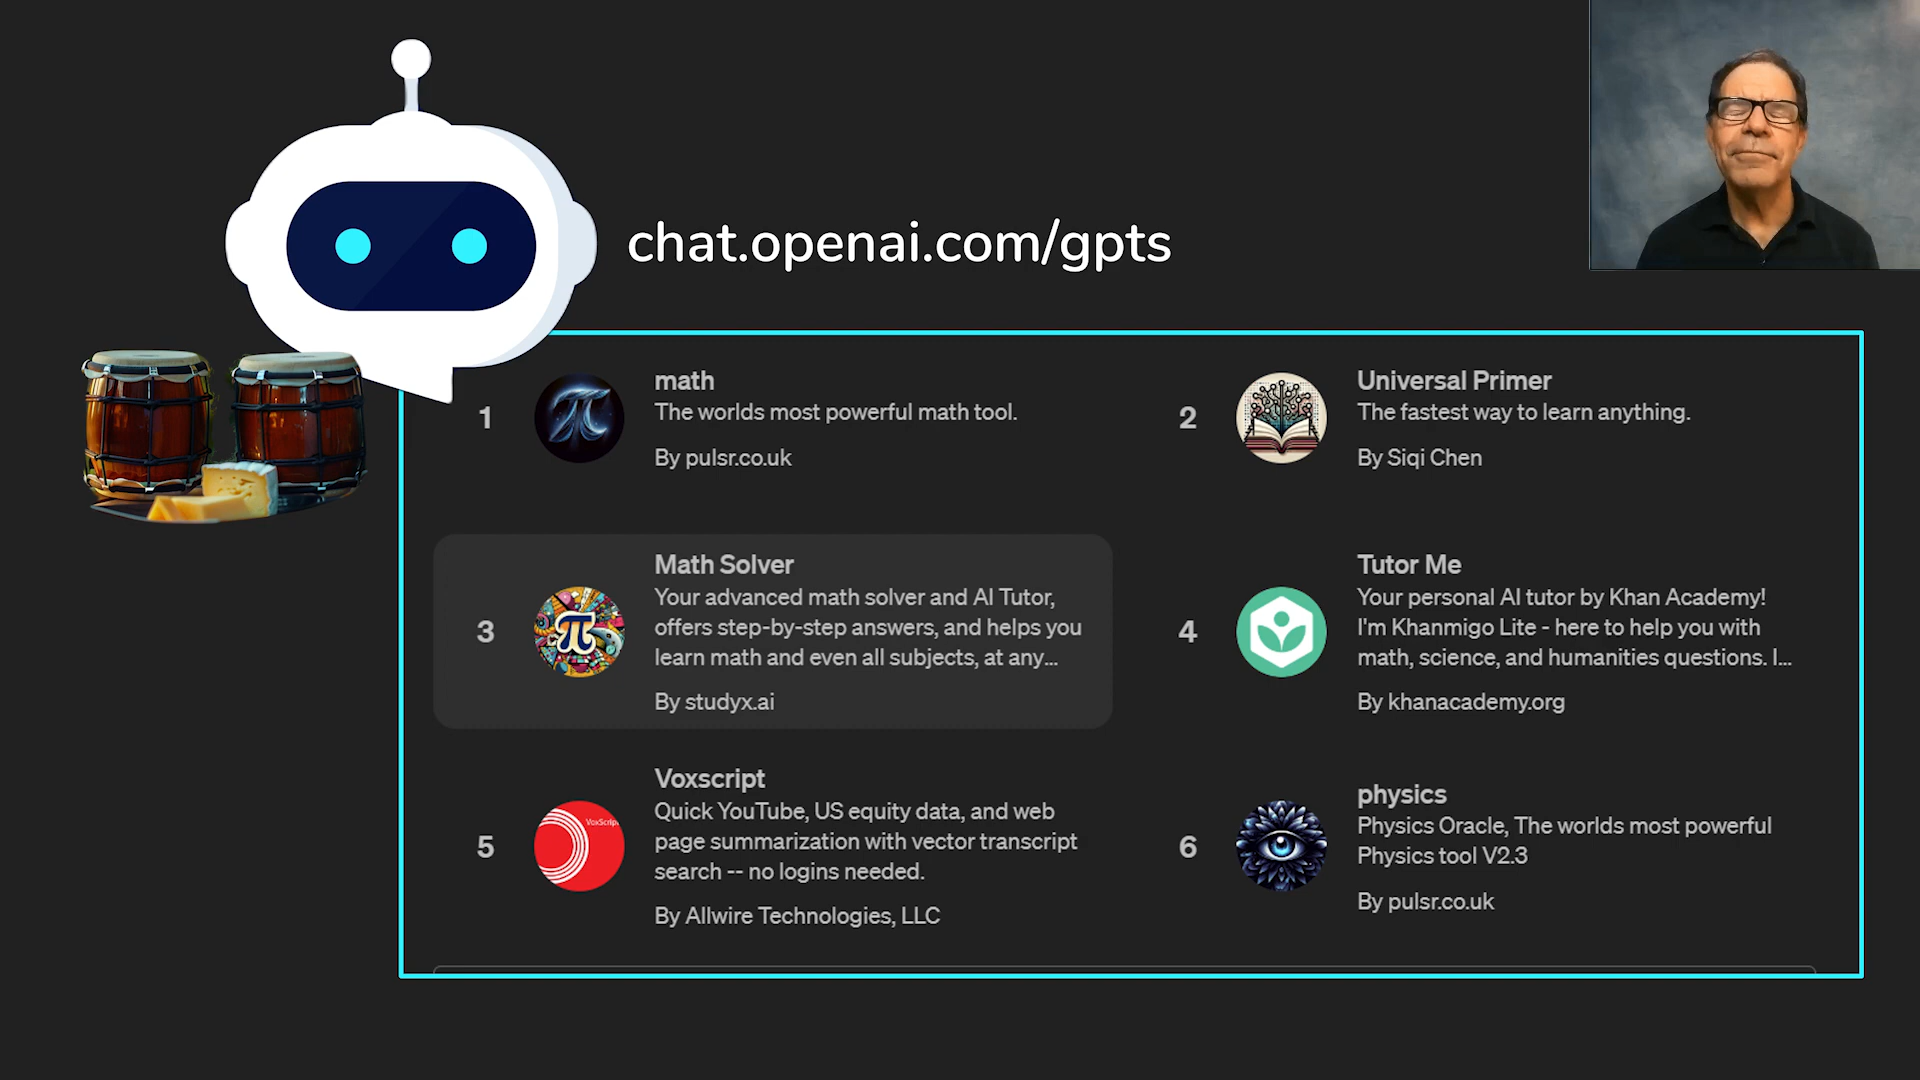 chat.openai.com/gpts
1
math
The worlds most powerful math tool.
By pulsr.co.uk
2
Universal Primer
The fastest way to learn anything.
By Siqi Chen
3
Math Solver
Your advanced math solver and AI Tutor,
offers step-by-step answers, and helps you
learn math and even all subjects, at any...
By studyx.ai
4
Tutor Me
Your personal AI tutor by Khan Academy!
I'm Khanmigo Lite - here to help you with
math, science, and humanities questions. I...
By khanacademy.org
5
VoxScript
Voxscript
Quick YouTube, US equity data, and web
page summarization with vector transcript
search -- no logins needed.
By Allwire Technologies, LLC
6
physics
Physics Oracle, The worlds most powerful
Physics tool V2.3
By pulsr.co.uk